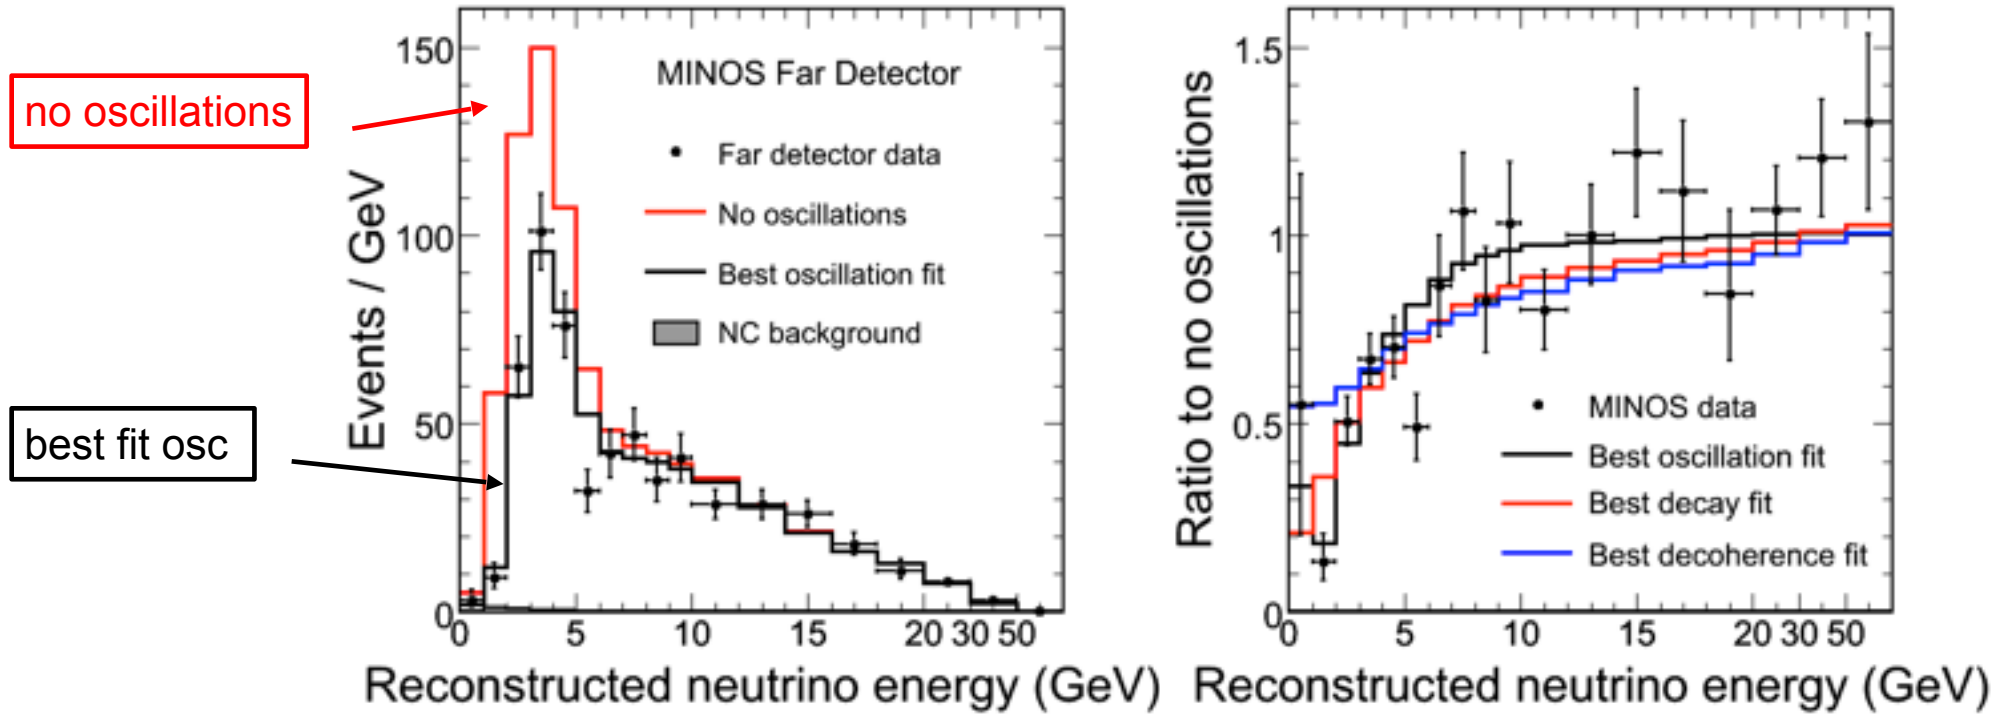 no oscillations
best fit osc
Events / GeV
150
100
50
0
MINOS Far Detector
Far detector data
No oscillations
Best oscillation fit
NC background
0 5 10 15 20 30 50
Reconstructed neutrino energy (GeV)
Ratio to no oscillations
1.5
1
0.5
0
MINOS data
Best oscillation fit
Best decay fit
Best decoherence fit
0 5 10 15 20 30 50
Reconstructed neutrino energy (GeV)